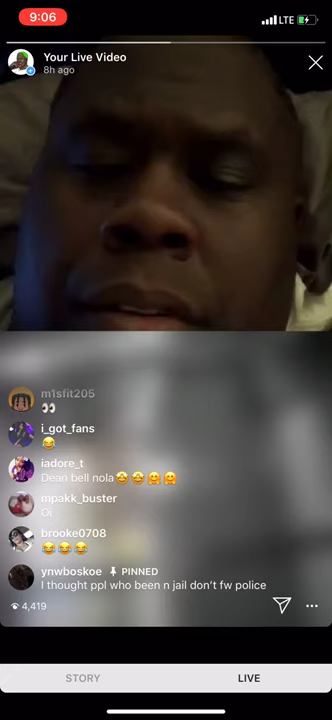 9:06
LTE
Your Live Video
8h ago
m1sfit205
👀
i_got_fans
😂
iadore_t
Dean bell nola🤩🤩🤗🤗
mpakk_buster
Oi
brooke0708
😂😂😂
ynwboskoe PINNED
I thought ppl who been n jail don't fw police
4,419
STORY LIVE